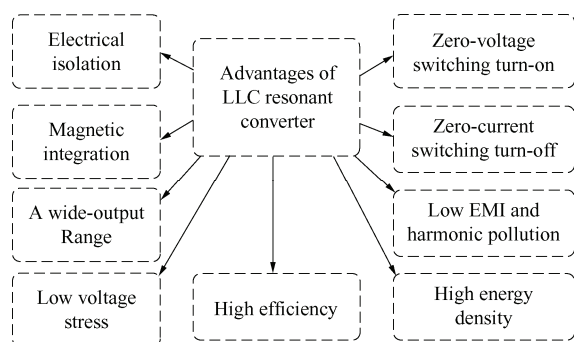 Electrical
isolation
Advantages of
LLC resonant
converter
Zero-voltage
switching turn-on
Magnetic
integration
Zero-current
switching turn-off
A wide-output
Range
Low EMI and
harmonic pollution
Low voltage
stress
High efficiency
High energy
density